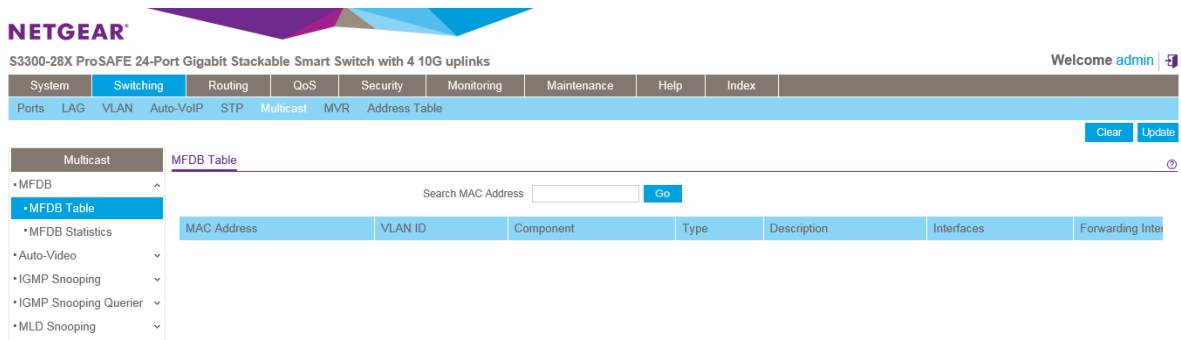 NETGEAR®
S3300-28X ProSAFE 24-Port Gigabit Stackable Smart Switch with 4 10G uplinks
Welcome admin
System Switching Routing QoS Security Monitoring Maintenance Help Index
Ports LAG VLAN Auto-VoIP STP Multicast MVR Address Table
Clear Update
Multicast
MFDB Table
MFDB
Search MAC Address Go
MFDB Table
MFDB Statistics
MAC Address VLAN ID Component Type Description Interfaces Forwarding Inter
Auto-Video
IGMP Snooping
IGMP Snooping Querier
MLD Snooping